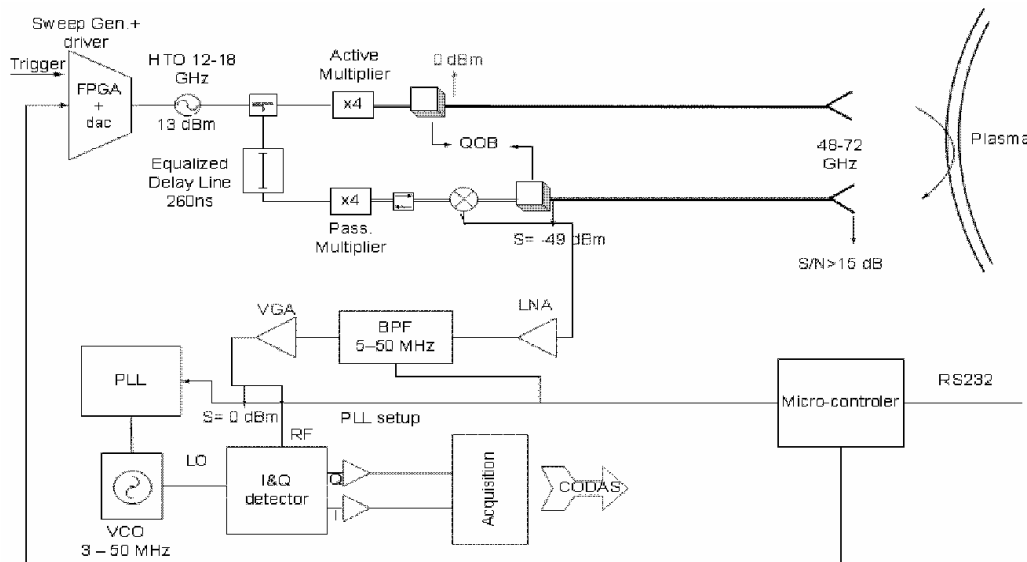 Sweep Gen.+
driver
Trigger
FPGA
+
dac
HTO 12-18
GHz
13 dBm
Active
Multiplier
x4
0 dBm
QOB
48-72
GHz
Plasma
Equalized
Delay Line
260ns
x4
Pass.
Multiplier
S= -49 dBm
S/N>15 dB
VGA
BPF
5–50 MHz
LNA
PLL
S= 0 dBm
PLL setup
Micro-controler
RS232
RF
LO
I&Q
detector
Q
I
Acquisition
CODAS
VCO
3 – 50 MHz